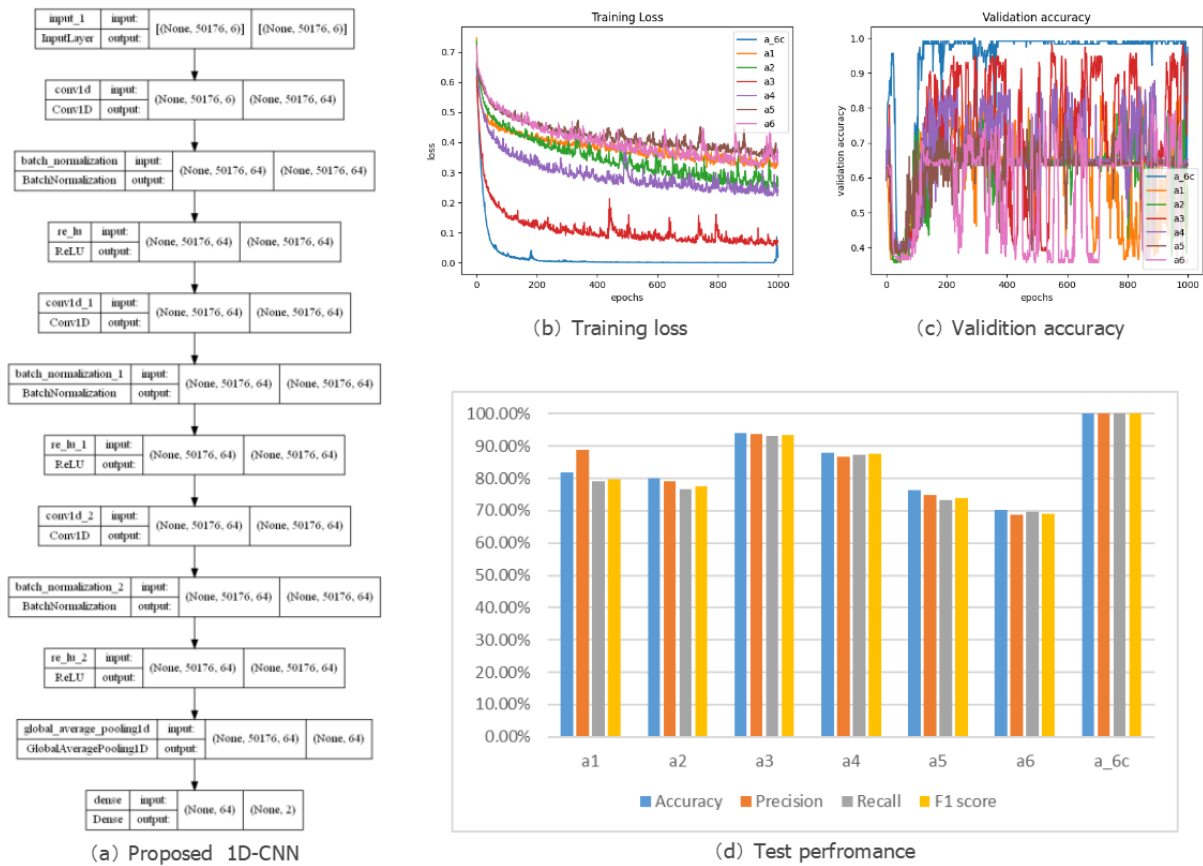 input_1 input: [(None, 50176, 6)] [(None, 50176, 6)]
InputLayer output:
conv1d input: (None, 50176, 6) (None, 50176, 64)
Conv1D output:
batch_normalization input: (None, 50176, 64) (None, 50176, 64)
BatchNormalization output:
re_lu input: (None, 50176, 64) (None, 50176, 64)
ReLU output:
conv1d_1 input: (None, 50176, 64) (None, 50176, 64)
Conv1D output:
batch_normalization_1 input: (None, 50176, 64) (None, 50176, 64)
BatchNormalization output:
re_lu_1 input: (None, 50176, 64) (None, 50176, 64)
ReLU output:
conv1d_2 input: (None, 50176, 64) (None, 50176, 64)
Conv1D output:
batch_normalization_2 input: (None, 50176, 64) (None, 50176, 64)
BatchNormalization output:
re_lu_2 input: (None, 50176, 64) (None, 50176, 64)
ReLU output:
global_average_pooling1d input: (None, 50176, 64) (None, 64)
GlobalAveragePooling1D output:
dense input: (None, 64) (None, 2)
Dense output:
(a) Proposed 1D-CNN
Training Loss
loss
0.7
0.6
0.5
0.4
0.3
0.2
0.1
0.0
0 200 400 600 800 1000
epochs
a_6c
a1
a2
a3
a4
a5
a6
(b) Training loss
Validation accuracy
validation accuracy
1.0
0.9
0.8
0.7
0.6
0.5
0.4
0 200 400 600 800 1000
epochs
a_6c
a1
a2
a3
a4
a5
a6
(c) Validition accuracy
100.00%
90.00%
80.00%
70.00%
60.00%
50.00%
40.00%
30.00%
20.00%
10.00%
0.00%
a1 a2 a3 a4 a5 a6 a_6c
Accuracy Precision Recall F1 score
(d) Test perfromance